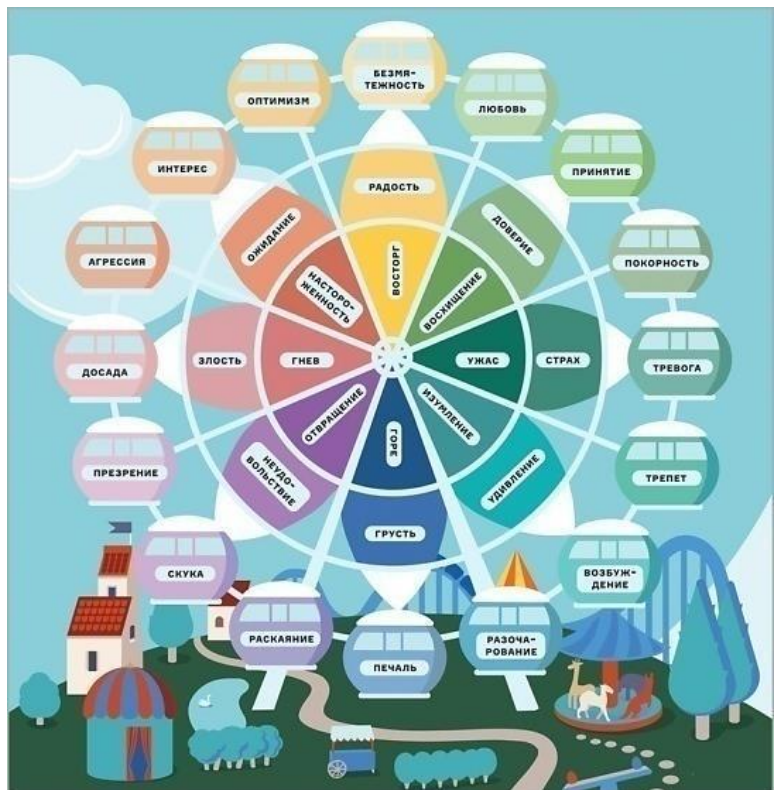 БЕЗМЯ-
ТЕЖНОСТЬ
ОПТИМИЗМ
ЛЮБОВЬ
ИНТЕРЕС
ПРИНЯТИЕ
РАДОСТЬ
ОЖИДАНИЕ
ДОВЕРИЕ
АГРЕССИЯ
ПОКОРНОСТЬ
ВОСТОРГ
НАСТОРО-
ЖЕННОСТЬ
ВОСХИЩЕНИЕ
ДОСАДА
ЗЛОСТЬ
ГНЕВ
УЖАС
СТРАХ
ТРЕВОГА
ОТВРАЩЕНИЕ
ГОРЕ
ИЗУМЛЕНИЕ
ПРЕЗРЕНИЕ
НЕУДО-
ВОЛЬСТВИЕ
УДИВЛЕНИЕ
ТРЕПЕТ
ГРУСТЬ
СКУКА
ВОЗБУЖ-
ДЕНИЕ
РАСКАЯНИЕ
ПЕЧАЛЬ
РАЗОЧА-
РОВАНИЕ